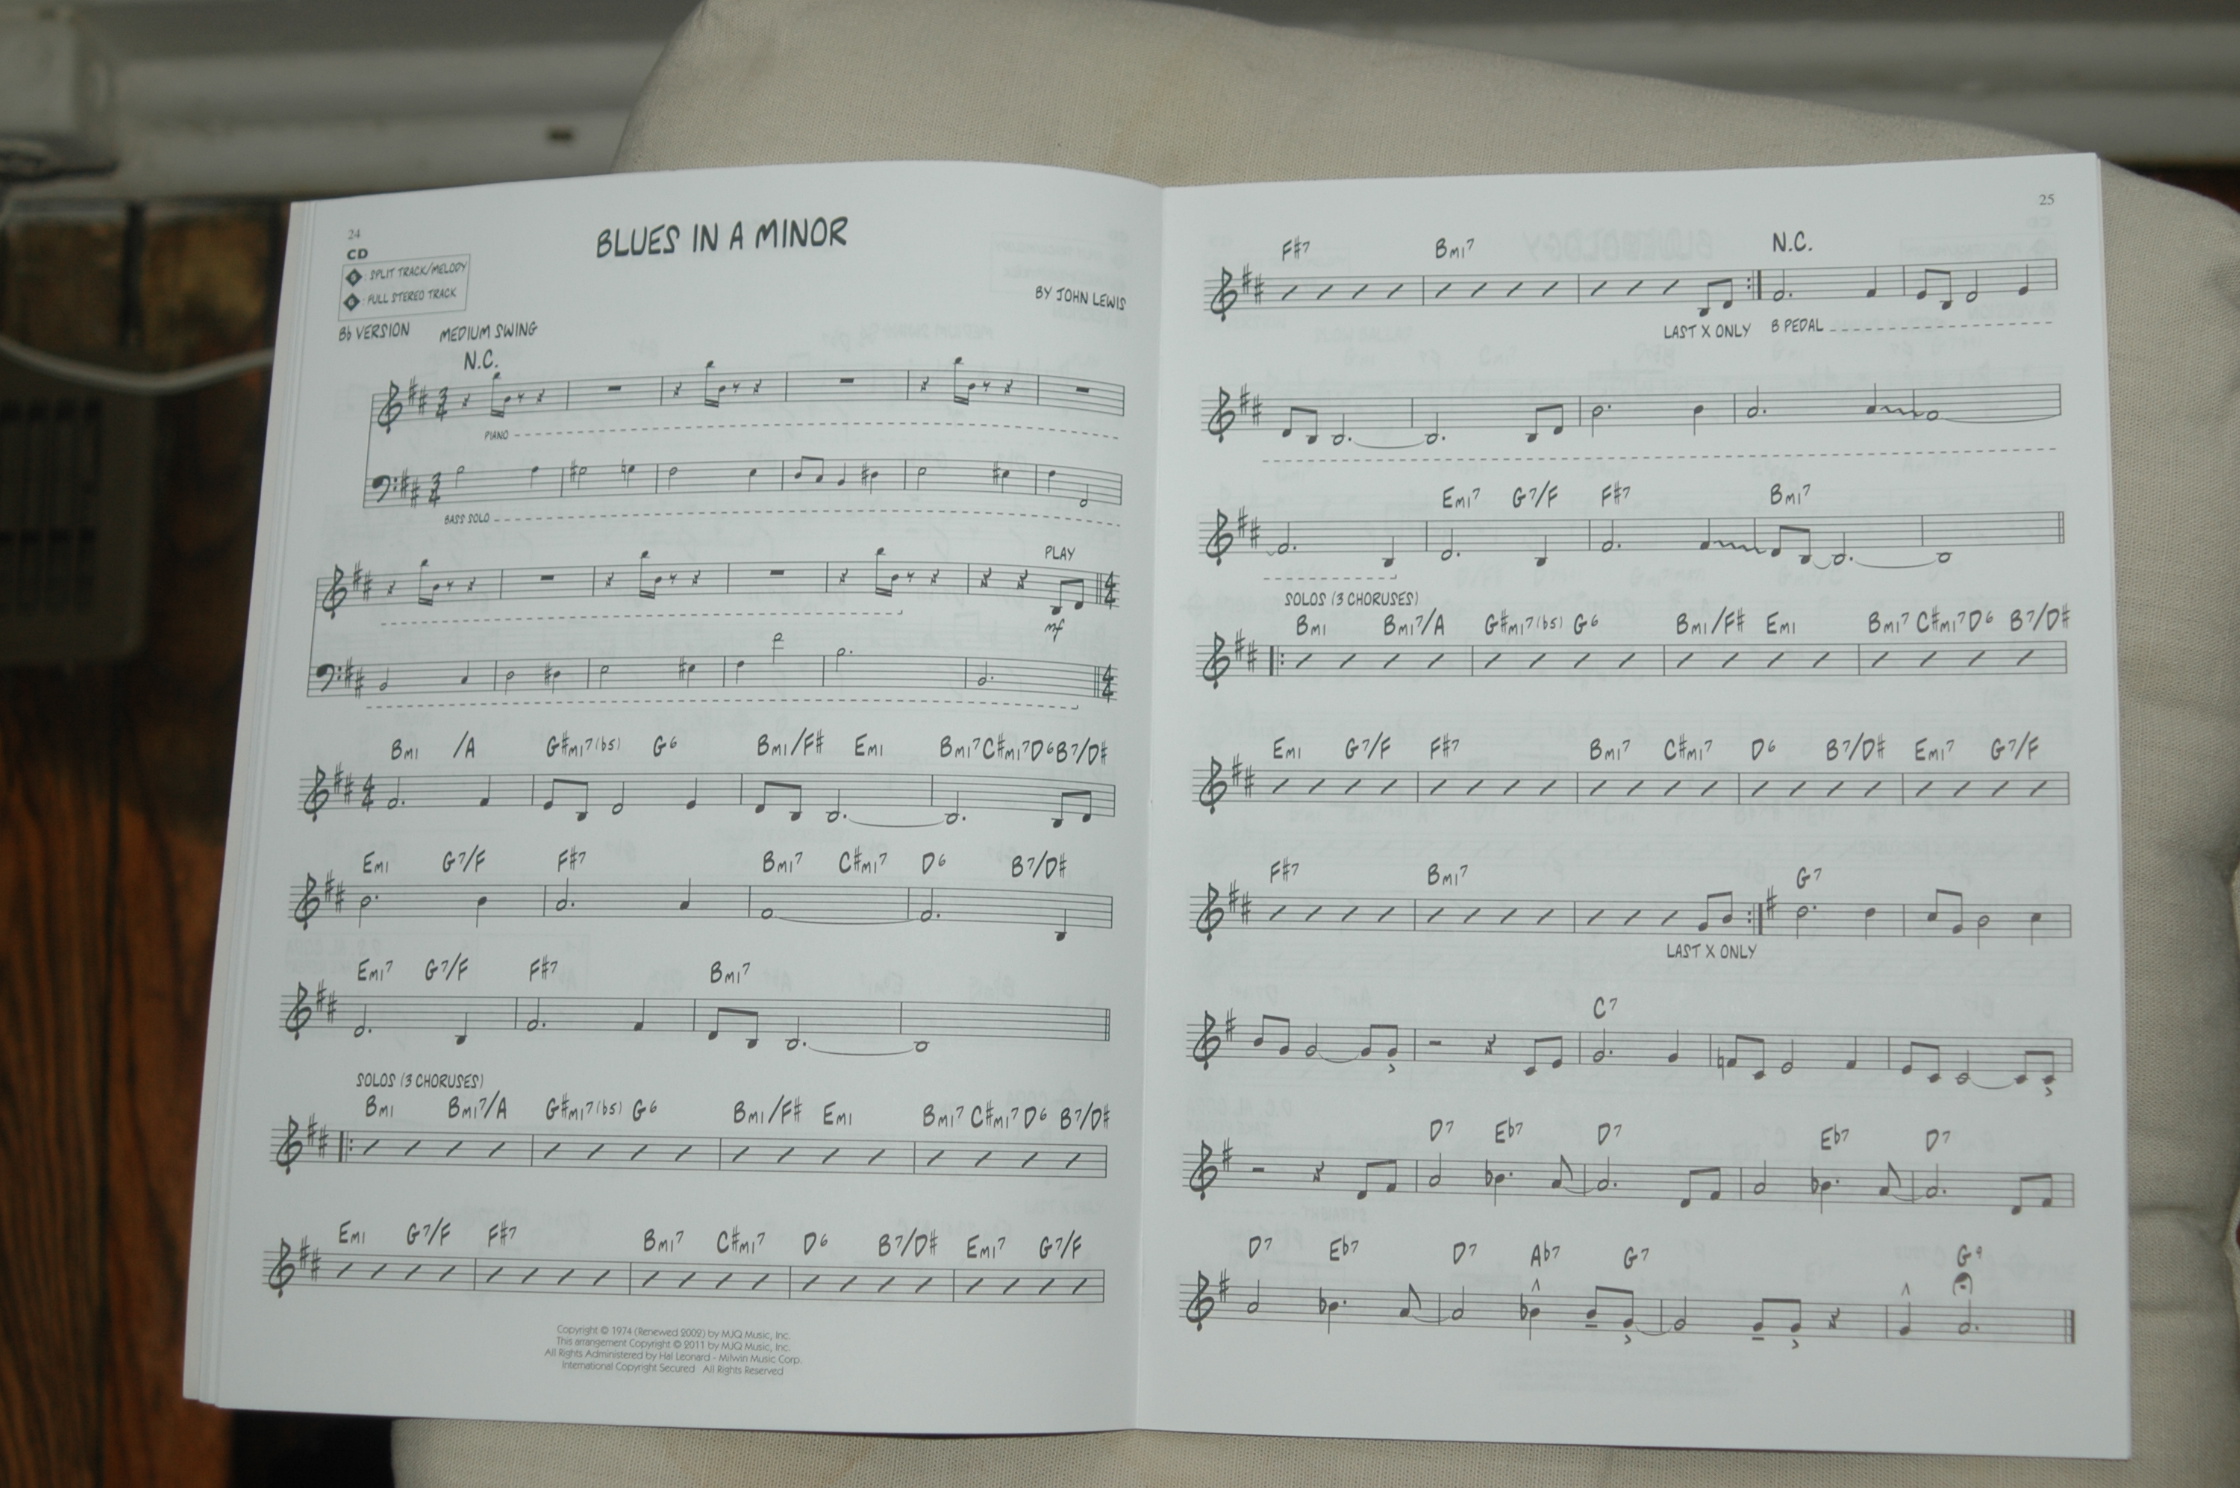 24
CD
: SPLIT TRACK/MELODY
: FULL STEREO TRACK
BLUES IN A MINOR
BY JOHN LEWIS
B♭ VERSION MEDIUM SWING
N.C.
PIANO
BASS SOLO
PLAY
mf
BMI /A G#MI7(b5) G6 BMI/F# EMI BMI7 C#MI7 D6 B7/D#
EMI G7/F F#7 BMI7 C#MI7 D6 B7/D#
EMI7 G7/F F#7 BMI7
SOLOS (3 CHORUSES)
BMI BMI7/A G#MI7(b5) G6 BMI/F# EMI BMI7 C#MI7 D6 B7/D#
EMI G7/F F#7 BMI7 C#MI7 D6 B7/D# EMI7 G7/F
Copyright © 1974 (Renewed 2002) by MJQ Music, Inc.
This arrangement Copyright © 2011 by MJQ Music, Inc.
All Rights Administered by Hal Leonard - Milwin Music Corp.
International Copyright Secured All Rights Reserved
25
F#7 BMI7 N.C.
LAST X ONLY B PEDAL
EMI7 G7/F F#7 BMI7
SOLOS (3 CHORUSES)
BMI BMI7/A G#MI7(b5) G6 BMI/F# EMI BMI7 C#MI7 D6 B7/D#
EMI G7/F F#7 BMI7 C#MI7 D6 B7/D# EMI7 G7/F
F#7 BMI7 G7
LAST X ONLY
C7
D7 Eb7 D7 Eb7 D7
D7 Eb7 D7 Ab7 G7 G9